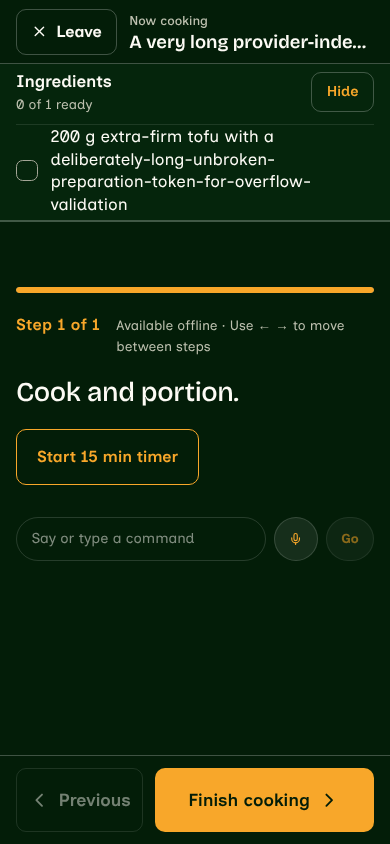 Leave
Now cooking
A very long provider-inde...
Ingredients
0 of 1 ready
Hide
200 g extra-firm tofu with a
deliberately-long-unbroken-
preparation-token-for-overflow-
validation
Step 1 of 1
Available offline · Use ← → to move
between steps
Cook and portion.
Start 15 min timer
Say or type a command
Go
Previous
Finish cooking